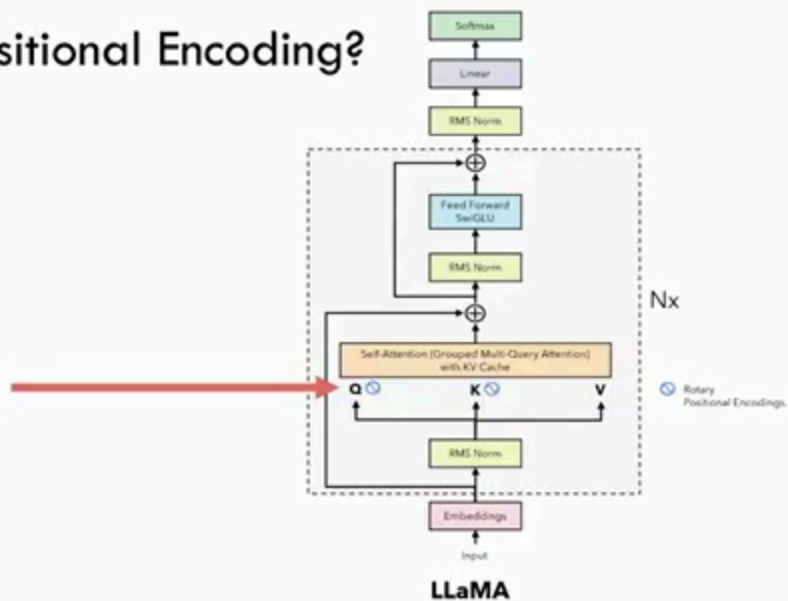 sitional Encoding?
Softmax
Linear
RMS Norm
Feed Forward
SwiGLU
RMS Norm
Nx
Self-Attention (Grouped Multi-Query Attention)
with KV Cache
Q K V
Rotary
Positional Encodings
RMS Norm
Embeddings
Input
LLaMA